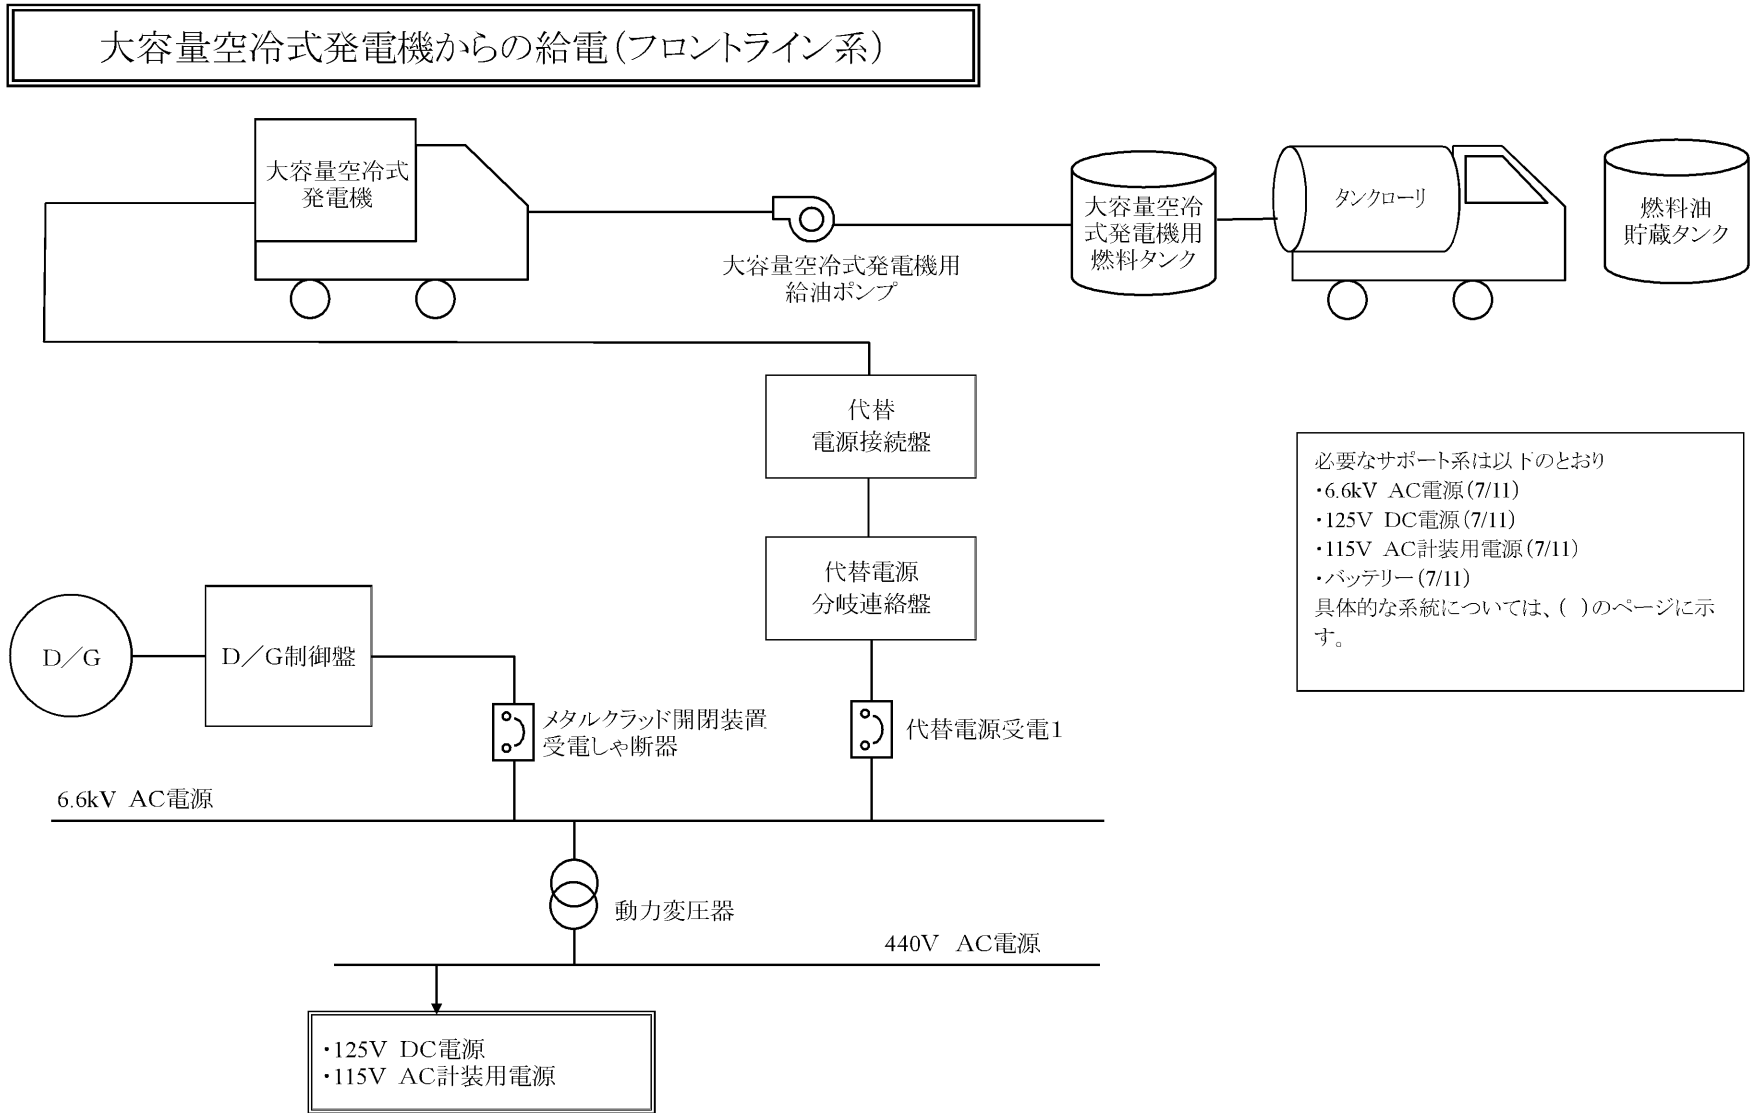 大容量空冷式発電機からの給電(フロントライン系)
大容量空冷式
発電機
大容量空冷式発電機用
給油ポンプ
大容量空冷
式発電機用
燃料タンク
タンクローリ
燃料油
貯蔵タンク
代替
電源接続盤
必要なサポート系は以下のとおり
・6.6kV AC電源(7/11)
・125V DC電源(7/11)
・115V AC計装用電源(7/11)
・バッテリー(7/11)
具体的な系統については、( )のページに示
す。
代替電源
分岐連絡盤
D/G
D/G制御盤
メタルクラッド開閉装置
受電しゃ断器
代替電源受電1
6.6kV AC電源
動力変圧器
440V AC電源
・125V DC電源
・115V AC計装用電源